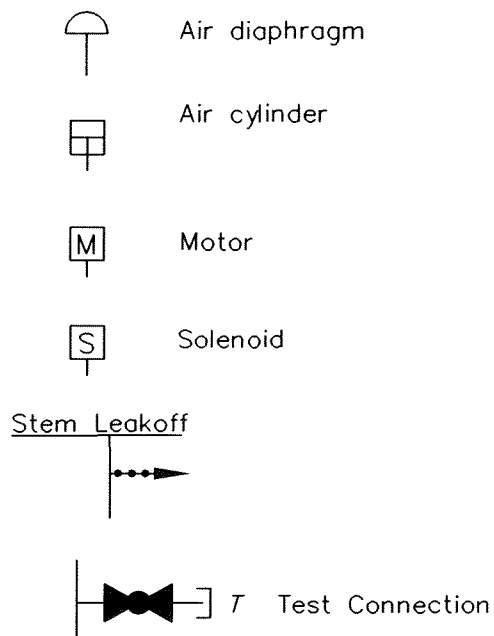 Air diaphragm
Air cylinder
M Motor
S Solenoid
Stem Leakoff
T Test Connection